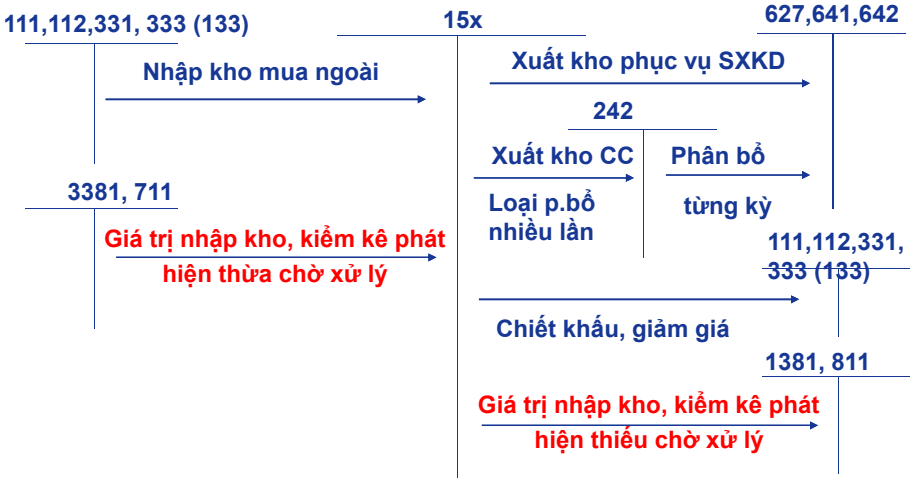 111,112,331, 333 (133)
15x
627,641,642
Nhập kho mua ngoài
Xuất kho phục vụ SXKD
242
Xuất kho CC
Phân bổ
Loại p.bổ
nhiều lần
từng kỳ
3381, 711
Giá trị nhập kho, kiểm kê phát
hiện thừa chờ xử lý
111,112,331,
333 (133)
Chiết khấu, giảm giá
1381, 811
Giá trị nhập kho, kiểm kê phát
hiện thiếu chờ xử lý